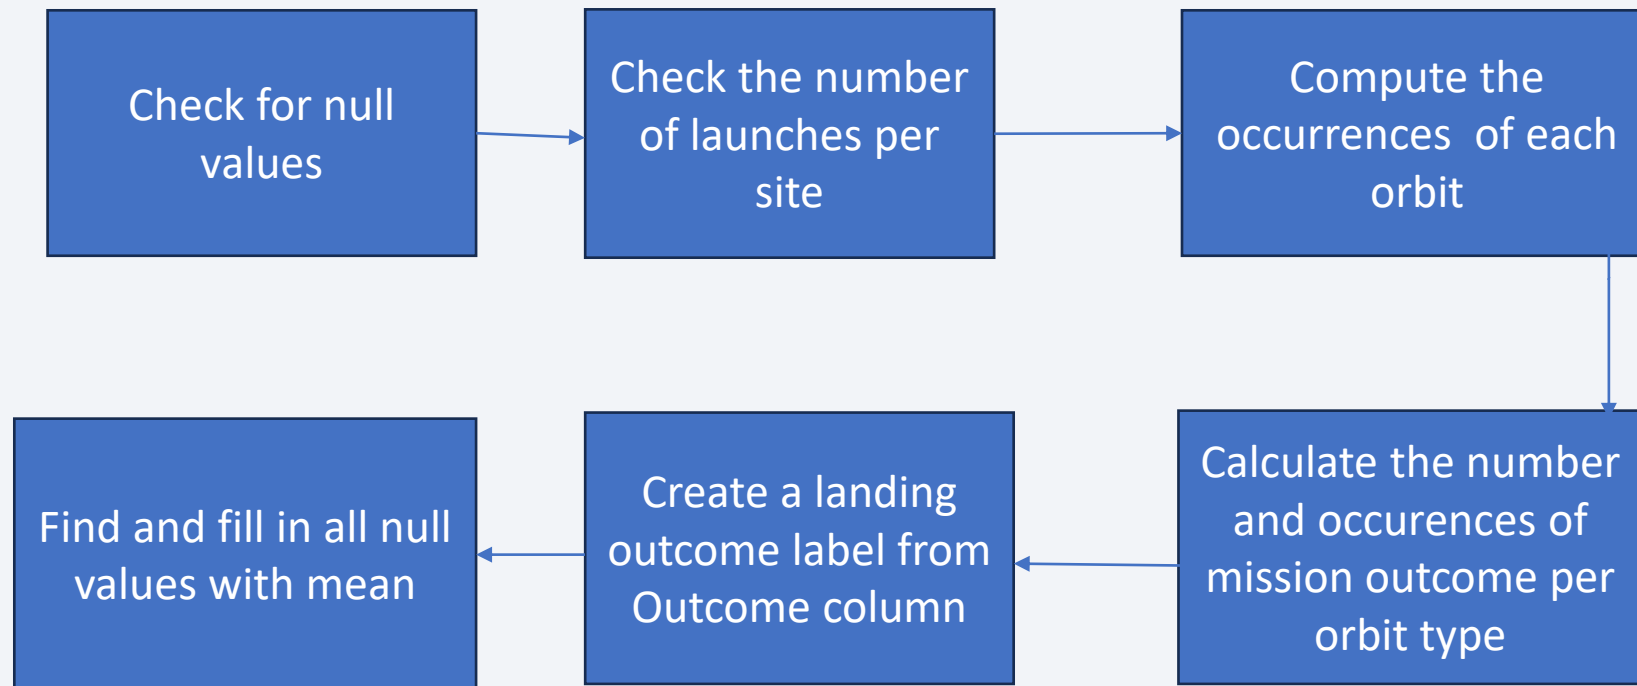 Check for null
values
Check the number
of launches per
site
Compute the
occurrences of each
orbit
Calculate the number
and occurences of
mission outcome per
orbit type
Create a landing
outcome label from
Outcome column
Find and fill in all null
values with mean